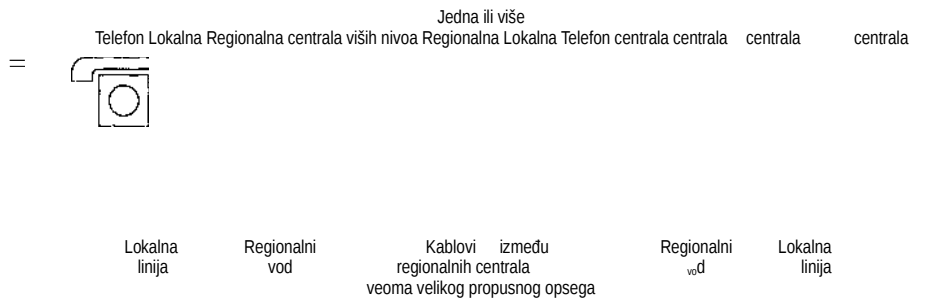 Jedna ili više
Telefon Lokalna Regionalna centrala viših nivoa Regionalna Lokalna Telefon centrala centrala centrala centrala
=
Lokalna Regionalni Kablovi između Regionalni Lokalna
linija vod regionalnih centrala vod linija
veoma velikog propusnog opsega